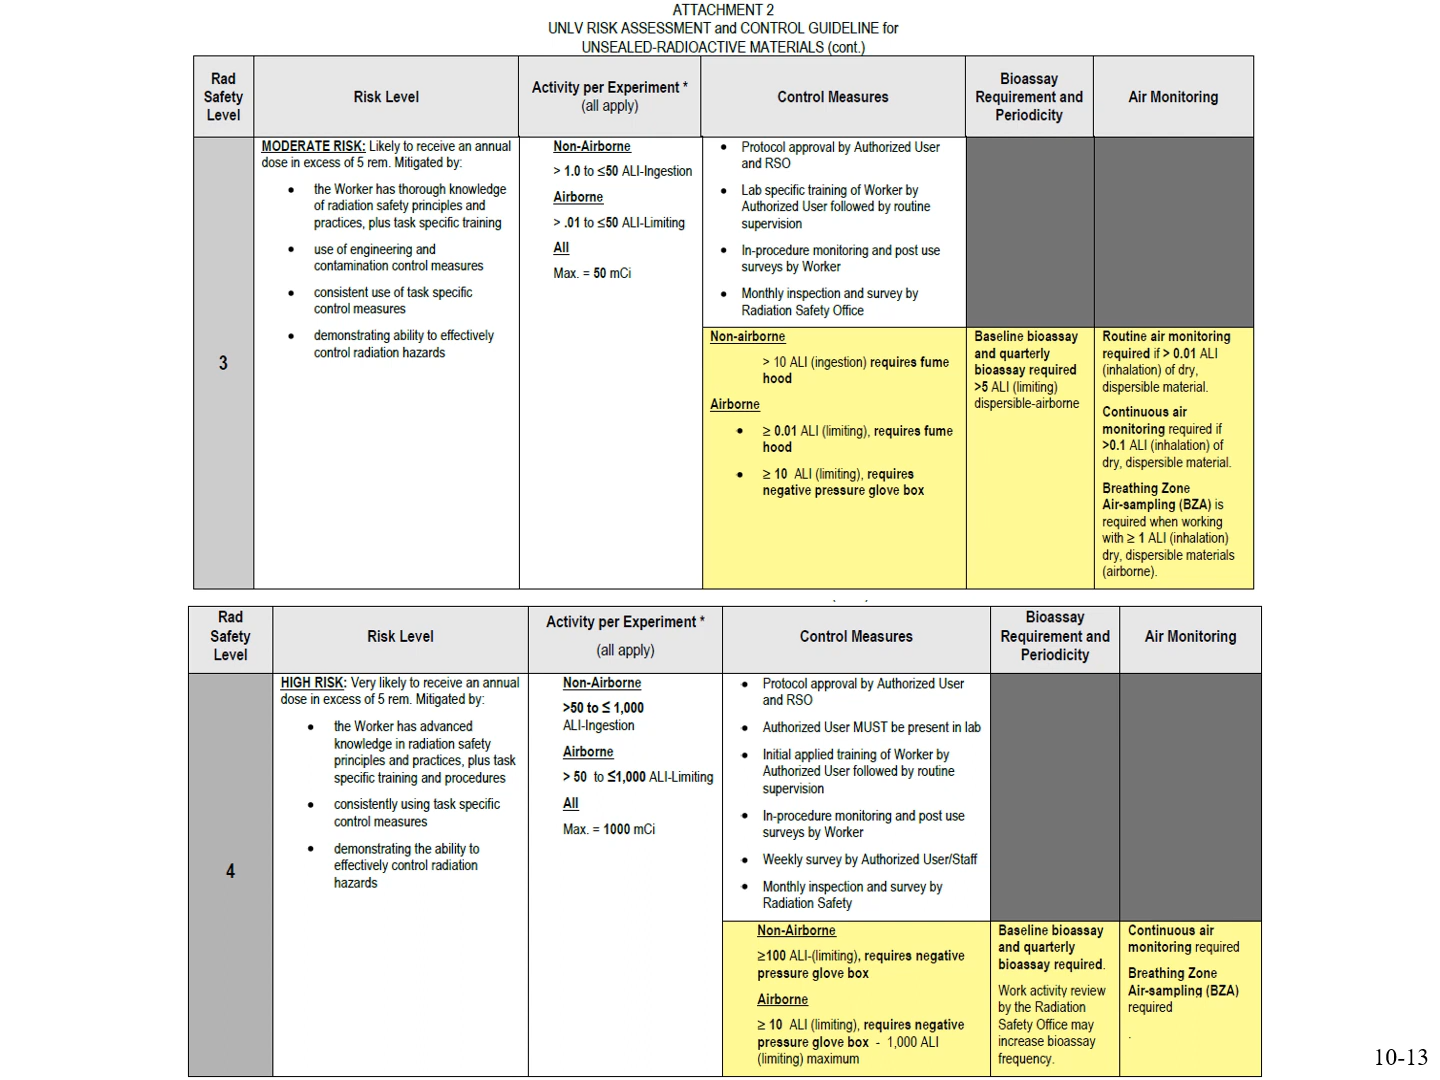 ATTACHMENT 2
UNLV RISK ASSESSMENT and CONTROL GUIDELINE for
UNSEALED-RADIOACTIVE MATERIALS (cont.)
Rad
Safety
Level
Risk Level
Activity per Experiment *
(all apply)
Control Measures
Bioassay
Requirement and
Periodicity
Air Monitoring
3
MODERATE RISK: Likely to receive an annual
dose in excess of 5 rem. Mitigated by:
• the Worker has thorough knowledge
of radiation safety principles and
practices, plus task specific training
• use of engineering and
contamination control measures
• consistent use of task specific
control measures
• demonstrating ability to effectively
control radiation hazards
Non-Airborne
> 1.0 to ≤50 ALI-Ingestion
Airborne
> .01 to ≤50 ALI-Limiting
All
Max. = 50 mCi
• Protocol approval by Authorized User
and RSO
• Lab specific training of Worker by
Authorized User followed by routine
supervision
• In-procedure monitoring and post use
surveys by Worker
• Monthly inspection and survey by
Radiation Safety Office
Non-airborne
> 10 ALI (ingestion) requires fume
hood
Airborne
• ≥ 0.01 ALI (limiting), requires fume
hood
• ≥ 10 ALI (limiting), requires
negative pressure glove box
Baseline bioassay
and quarterly
bioassay required
>5 ALI (limiting)
dispersible-airborne
Routine air monitoring
required if > 0.01 ALI
(inhalation) of dry,
dispersible material.
Continuous air
monitoring required if
>0.1 ALI (inhalation) of
dry, dispersible material.
Breathing Zone
Air-sampling (BZA) is
required when working
with ≥ 1 ALI (inhalation)
dry, dispersible materials
(airborne).
Rad
Safety
Level
Risk Level
Activity per Experiment *
(all apply)
Control Measures
Bioassay
Requirement and
Periodicity
Air Monitoring
4
HIGH RISK: Very likely to receive an annual
dose in excess of 5 rem. Mitigated by:
• the Worker has advanced
knowledge in radiation safety
principles and practices, plus task
specific training and procedures
• consistently using task specific
control measures
• demonstrating the ability to
effectively control radiation
hazards
Non-Airborne
>50 to ≤ 1,000
ALI-Ingestion
Airborne
> 50 to ≤1,000 ALI-Limiting
All
Max. = 1000 mCi
• Protocol approval by Authorized User
and RSO
• Authorized User MUST be present in lab
• Initial applied training of Worker by
Authorized User followed by routine
supervision
• In-procedure monitoring and post use
surveys by Worker
• Weekly survey by Authorized User/Staff
• Monthly inspection and survey by
Radiation Safety
Non-Airborne
≥100 ALI-(limiting), requires negative
pressure glove box
Airborne
≥ 10 ALI (limiting), requires negative
pressure glove box - 1,000 ALI
(limiting) maximum
Baseline bioassay
and quarterly
bioassay required.
Work activity review
by the Radiation
Safety Office may
increase bioassay
frequency.
Continuous air
monitoring required
Breathing Zone
Air-sampling (BZA)
required
.
10-13